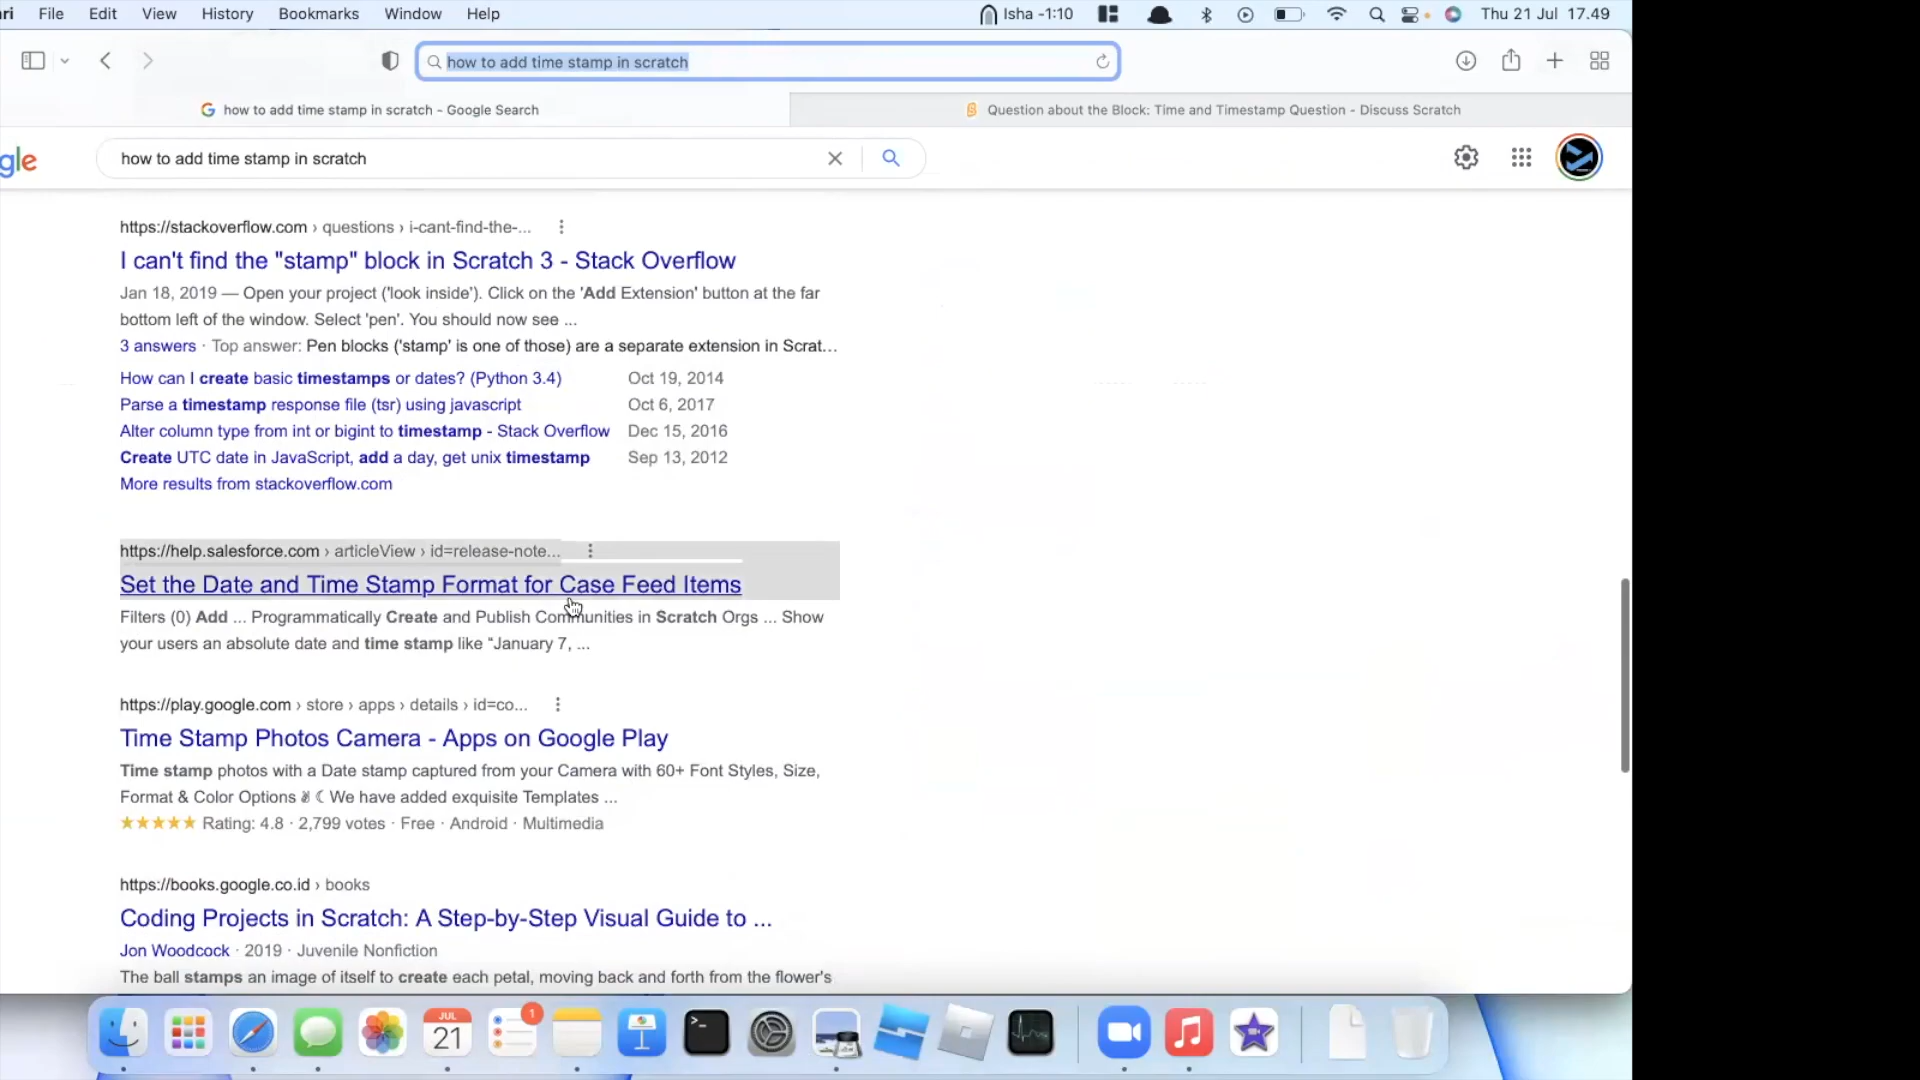 ri File Edit View History Bookmarks Window Help Isha -1:10 Thu 21 Jul 17.49
how to add time stamp in scratch
how to add time stamp in scratch - Google Search
Question about the Block: Time and Timestamp Question - Discuss Scratch
gle how to add time stamp in scratch
https://stackoverflow.com › questions › i-cant-find-the-...
I can't find the "stamp" block in Scratch 3 - Stack Overflow
Jan 18, 2019 — Open your project ('look inside'). Click on the 'Add Extension' button at the far
bottom left of the window. Select 'pen'. You should now see ...
3 answers · Top answer: Pen blocks ('stamp' is one of those) are a separate extension in Scrat...
How can I create basic timestamps or dates? (Python 3.4) Oct 19, 2014
Parse a timestamp response file (tsr) using javascript Oct 6, 2017
Alter column type from int or bigint to timestamp - Stack Overflow Dec 15, 2016
Create UTC date in JavaScript, add a day, get unix timestamp Sep 13, 2012
More results from stackoverflow.com
https://help.salesforce.com › articleView › id=release-note...
Set the Date and Time Stamp Format for Case Feed Items
Filters (0) Add ... Programmatically Create and Publish Communities in Scratch Orgs ... Show
your users an absolute date and time stamp like "January 7, ...
https://play.google.com › store › apps › details › id=co...
Time Stamp Photos Camera - Apps on Google Play
Time stamp photos with a Date stamp captured from your Camera with 60+ Font Styles, Size,
Format & Color Options ✌ ☾ We have added exquisite Templates ...
★★★★★ Rating: 4.8 · 2,799 votes · Free · Android · Multimedia
https://books.google.co.id › books
Coding Projects in Scratch: A Step-by-Step Visual Guide to ...
Jon Woodcock · 2019 · Juvenile Nonfiction
The ball stamps an image of itself to create each petal, moving back and forth from the flower's
JUL
21
1